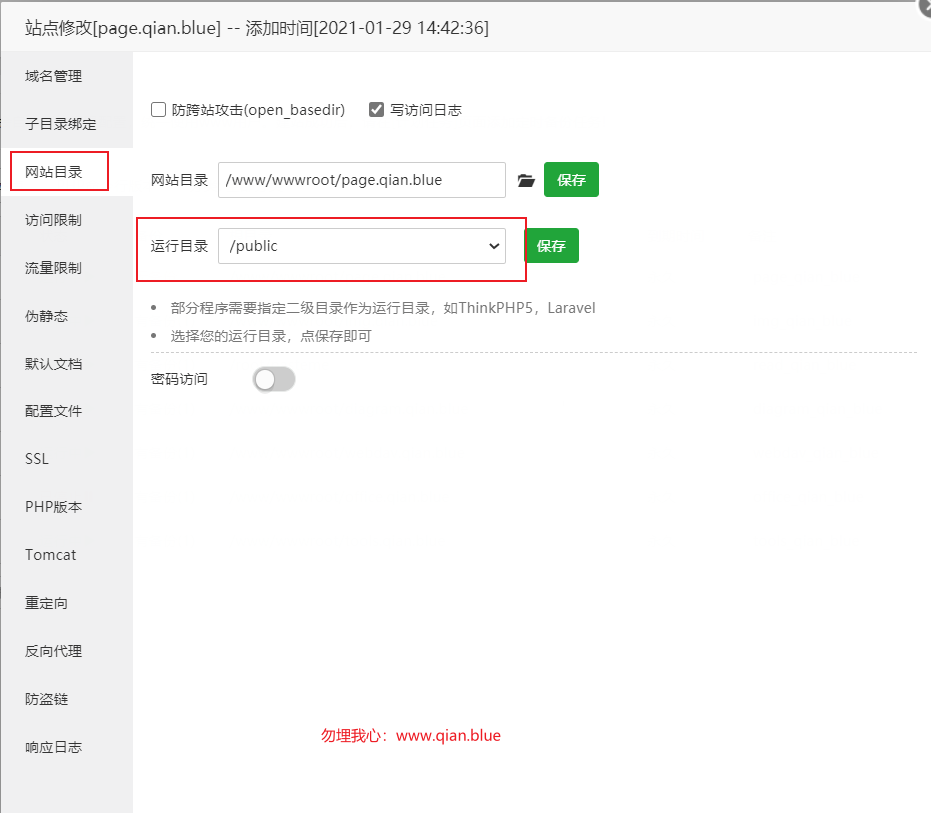 站点修改[page.qian.blue] -- 添加时间[2021-01-29 14:42:36]
域名管理
子目录绑定
网站目录
访问限制
流量限制
伪静态
默认文档
配置文件
SSL
PHP版本
Tomcat
重定向
反向代理
防盗链
响应日志
防跨站攻击(open_basedir) 写访问日志
网站目录 /www/wwwroot/page.qian.blue 保存
运行目录 /public 保存
部分程序需要指定二级目录作为运行目录，如ThinkPHP5，Laravel
选择您的运行目录，点保存即可
密码访问
勿埋我心：www.qian.blue